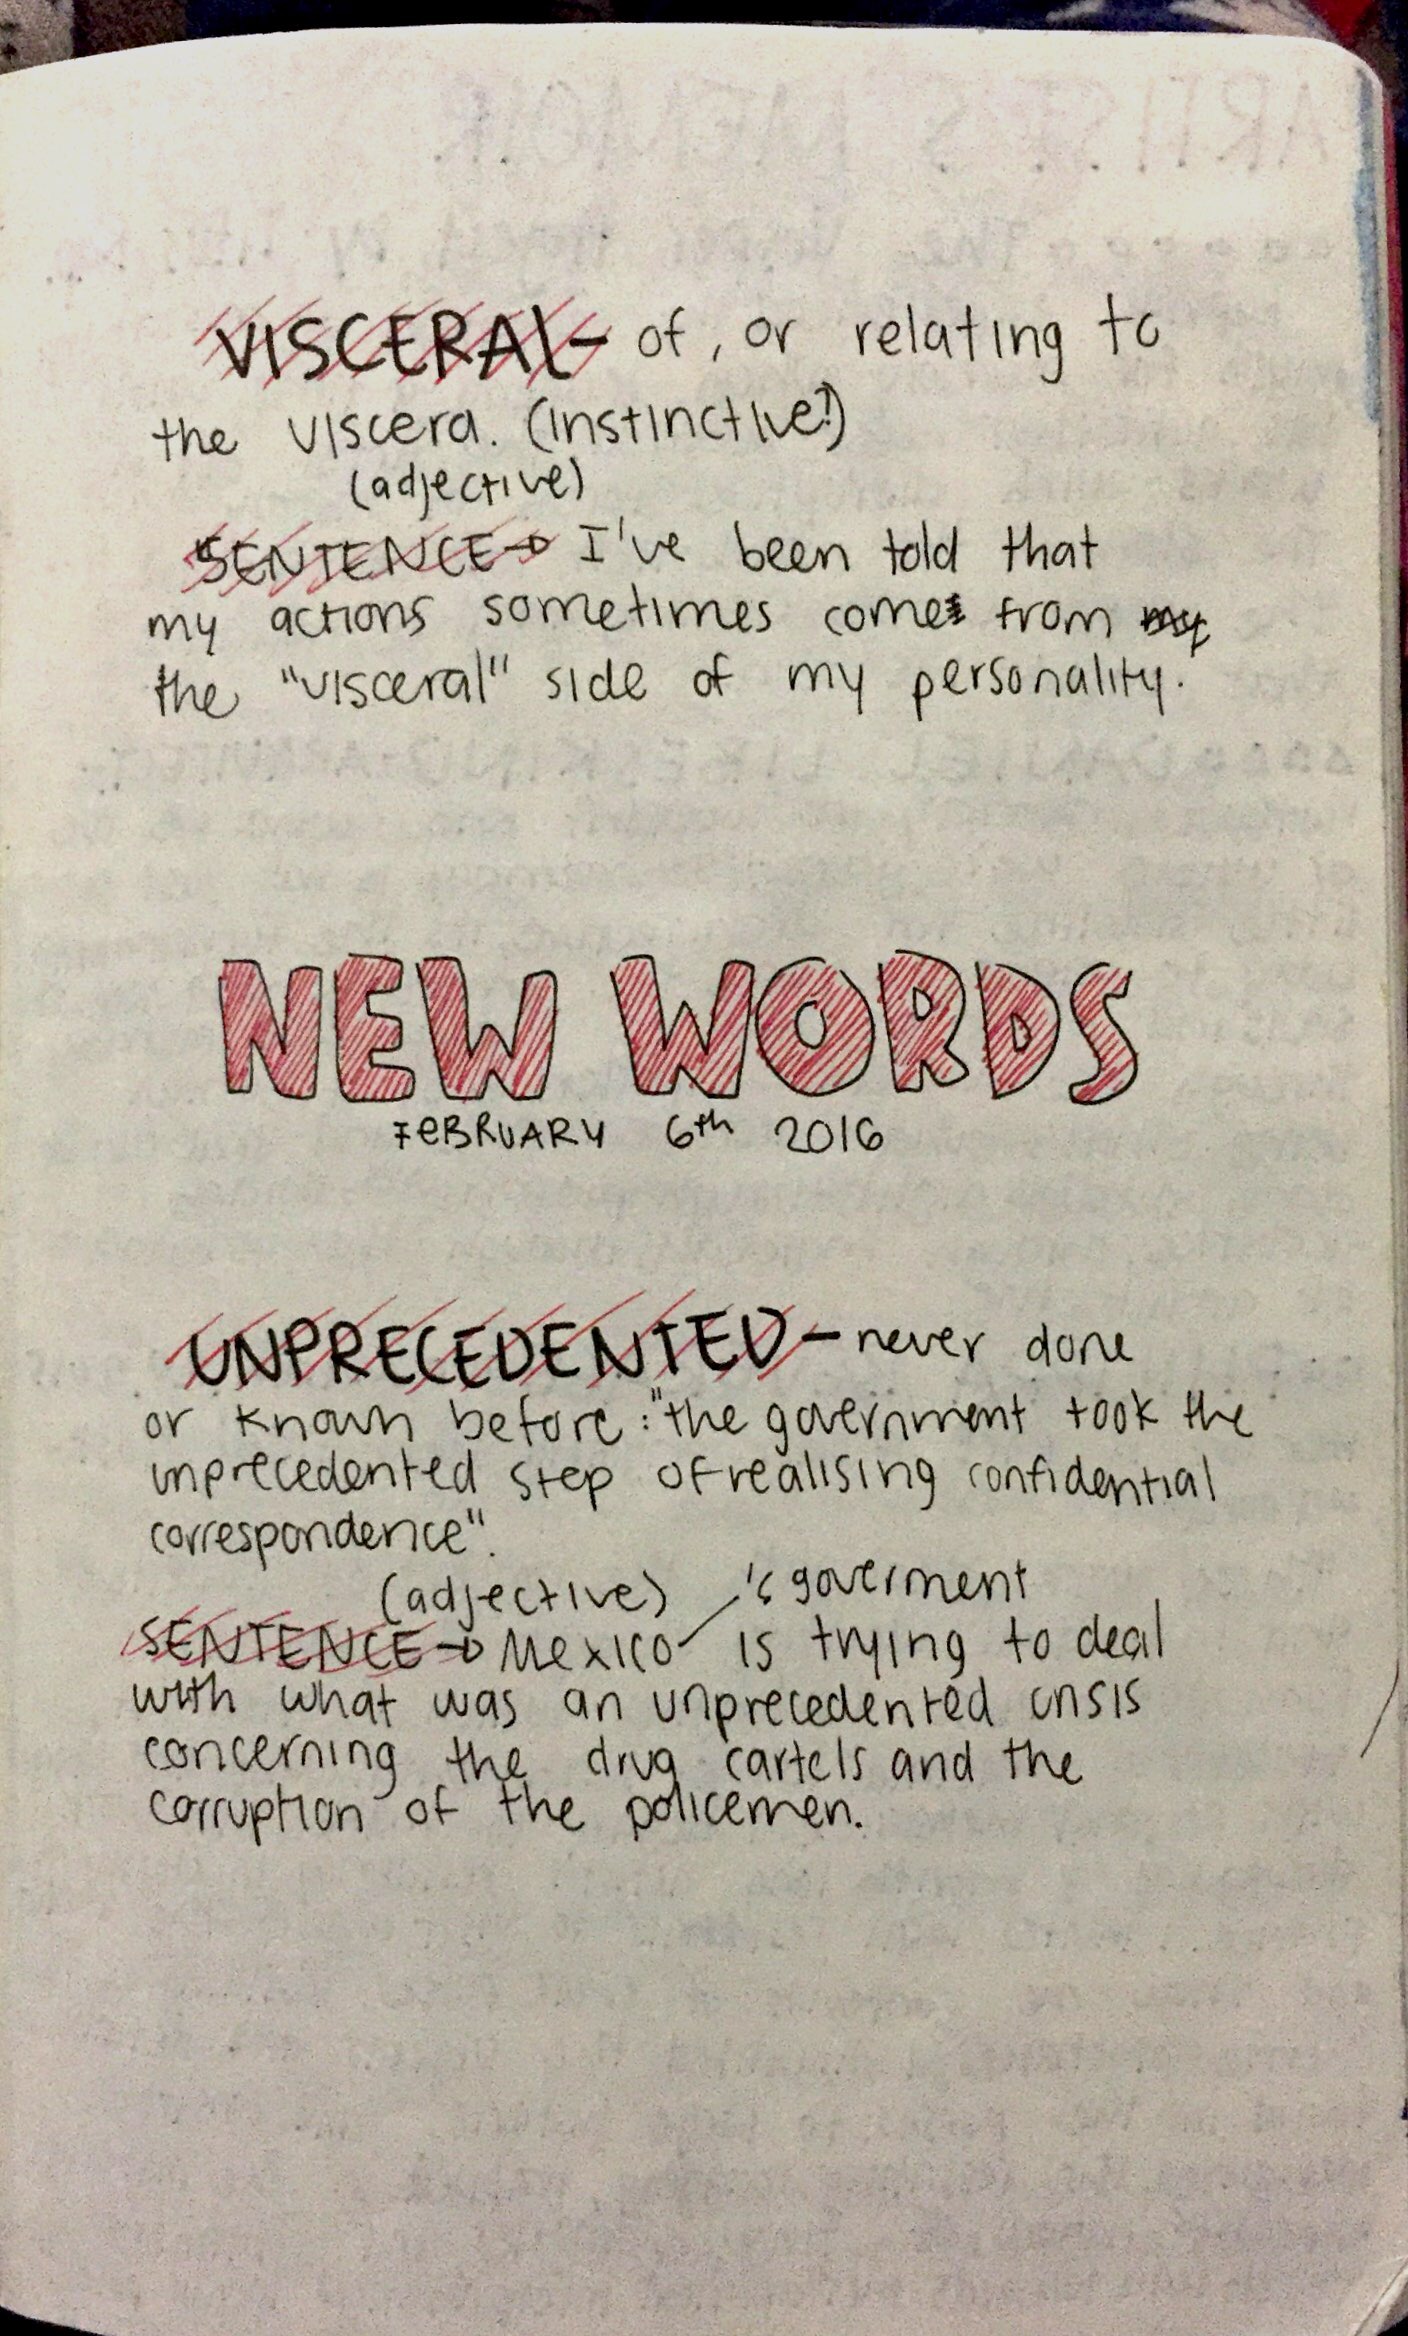 VISCERAL- of, or relating to
the viscera. (instinctive?)
(adjective)
SENTENCE→ I've been told that
my actions sometimes come from my
the "visceral" side of my personality.
NEW WORDS
FEBRUARY 6th 2016
UNPRECEDENTED- never done
or known before: "the government took the
unprecedented step of realising confidential
correspondence".
(adjective) 's goverment
SENTENCE→ Mexico is trying to deal
with what was an unprecedented crisis
concerning the drug cartels and the
corruption of the policemen.